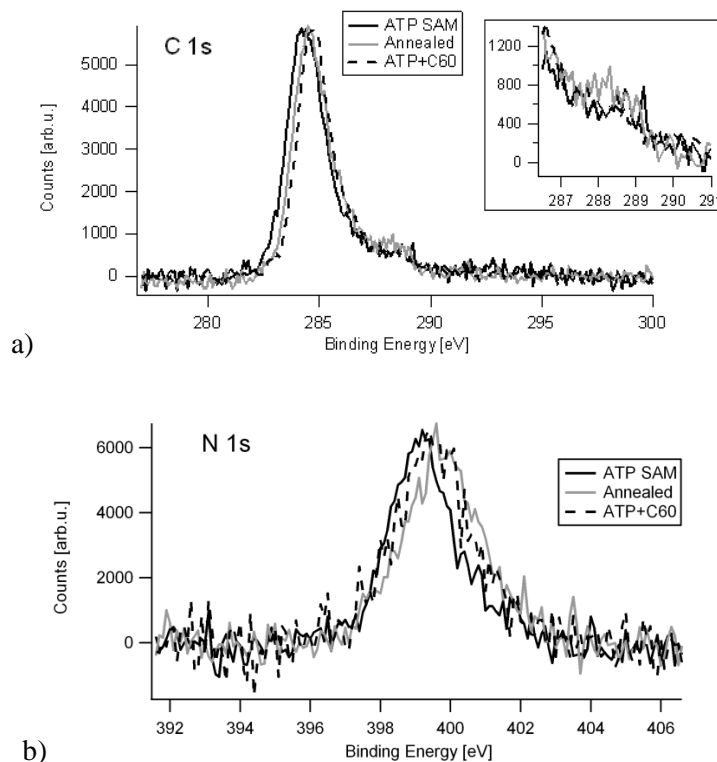 C 1s
ATP SAM
Annealed
ATP+C60
5000
4000
3000
2000
1000
0
Counts [arb.u.]
280
285
290
295
300
Binding Energy [eV]
1200
800
400
0
287
288
289
290
291
a)
N 1s
ATP SAM
Annealed
ATP+C60
6000
4000
2000
0
Counts [arb.u.]
392
394
396
398
400
402
404
406
Binding Energy [eV]
b)